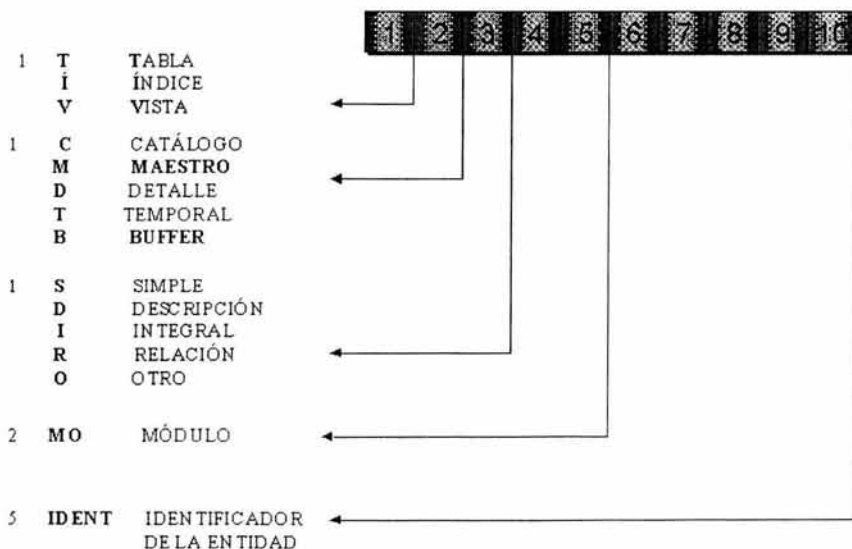 1 2 3 4 5 6 7 8 9 10
1 T TABLA
Í ÍNDICE
V VISTA
1 C CATÁLOGO
M MAESTRO
D DETALLE
T TEMPORAL
B BUFFER
1 S SIMPLE
D DESCRIPCIÓN
I INTEGRAL
R RELACIÓN
O OTRO
2 MO MÓDULO
5 IDENT IDENTIFICADOR
DE LA ENTIDAD